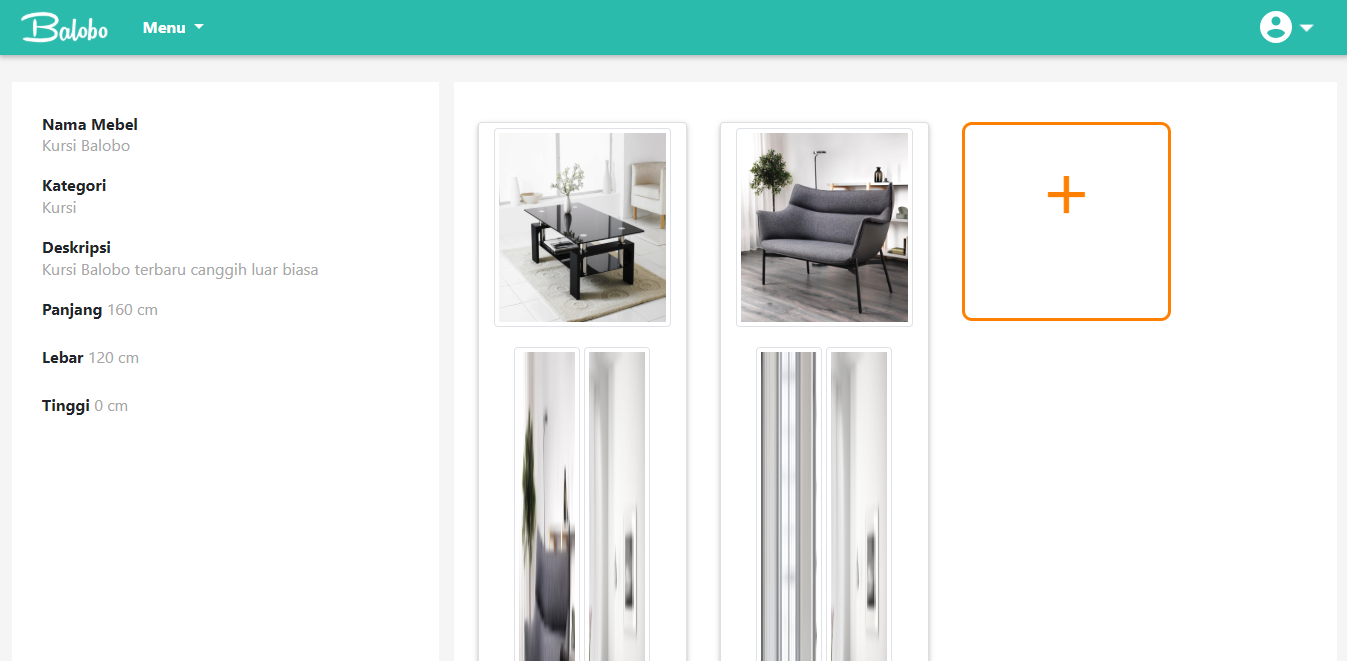 Balobo
Menu
Nama Mebel
Kursi Balobo
Kategori
Kursi
Deskripsi
Kursi Balobo terbaru canggih luar biasa
Panjang 160 cm
Lebar 120 cm
Tinggi 0 cm